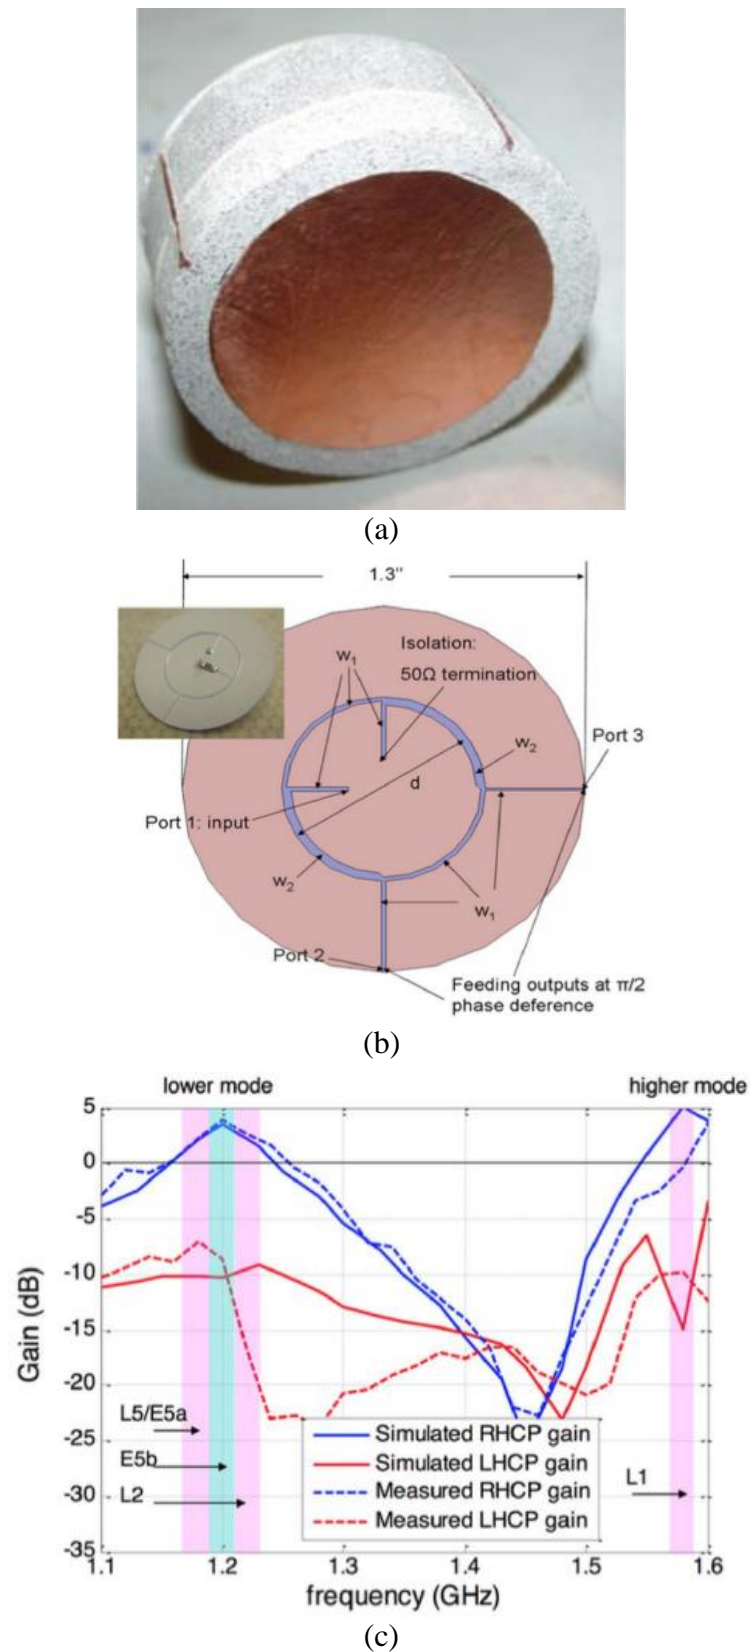 (a)
1.3"
Isolation:
50Ω termination
w1
w2
Port 3
d
Port 1: input
w2
w1
Port 2
Feeding outputs at π/2
phase deference
(b)
lower mode
higher mode
5
0
-5
-10
-15
-20
-25
-30
-35
Gain (dB)
L5/E5a
E5b
L2
L1
Simulated RHCP gain
Simulated LHCP gain
Measured RHCP gain
Measured LHCP gain
1.1 1.2 1.3 1.4 1.5 1.6
frequency (GHz)
(c)